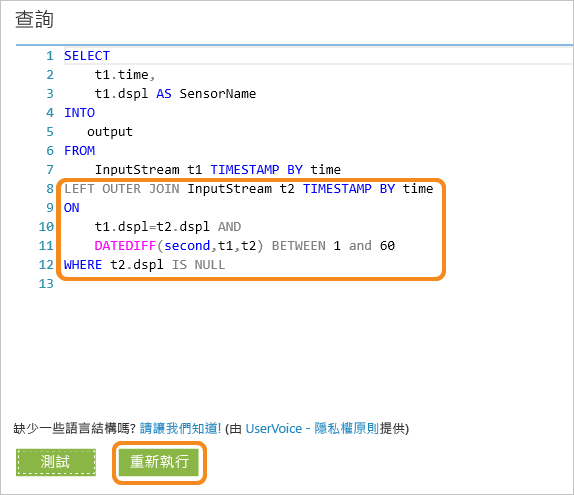 查詢
1 SELECT
2 t1.time,
3 t1.dspl AS SensorName
4 INTO
5 output
6 FROM
7 InputStream t1 TIMESTAMP BY time
8 LEFT OUTER JOIN InputStream t2 TIMESTAMP BY time
9 ON
10 t1.dspl=t2.dspl AND
11 DATEDIFF(second,t1,t2) BETWEEN 1 and 60
12 WHERE t2.dspl IS NULL
13
缺少一些語言結構嗎? 請讓我們知道! (由 UserVoice - 隱私權原則提供)
測試 重新執行